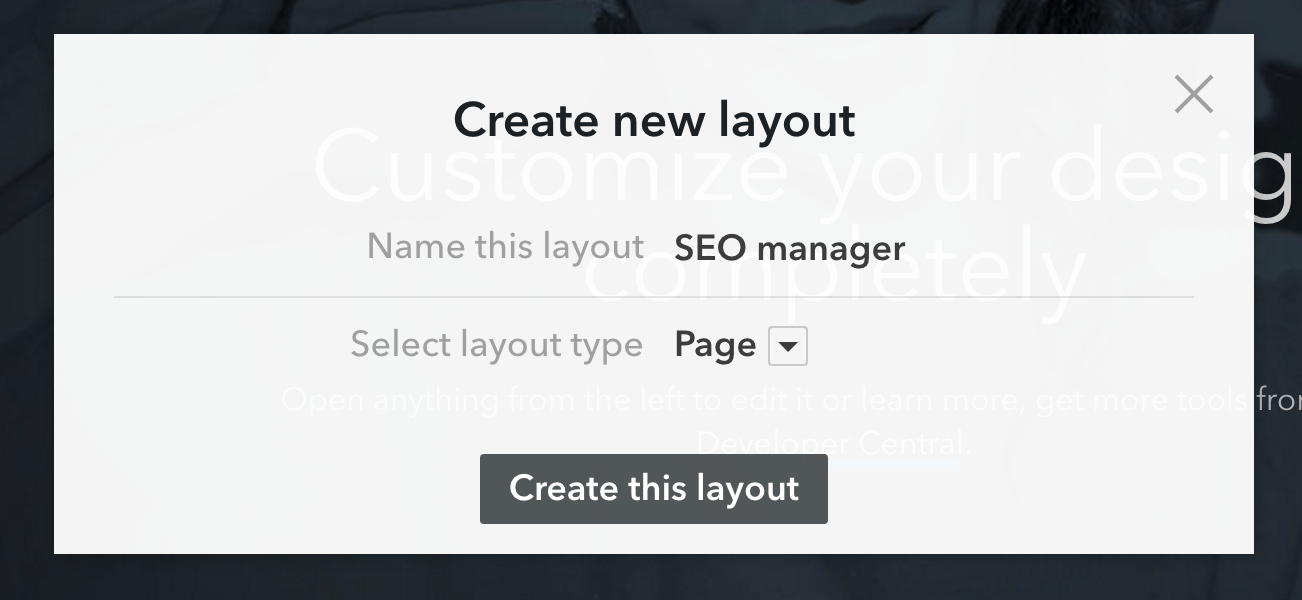 Create new layout
Customize your desig
Name this layout SEO manager
completely
Select layout type Page
Open anything from the left to edit it or learn more, get more tools from
Developer Central.
Create this layout